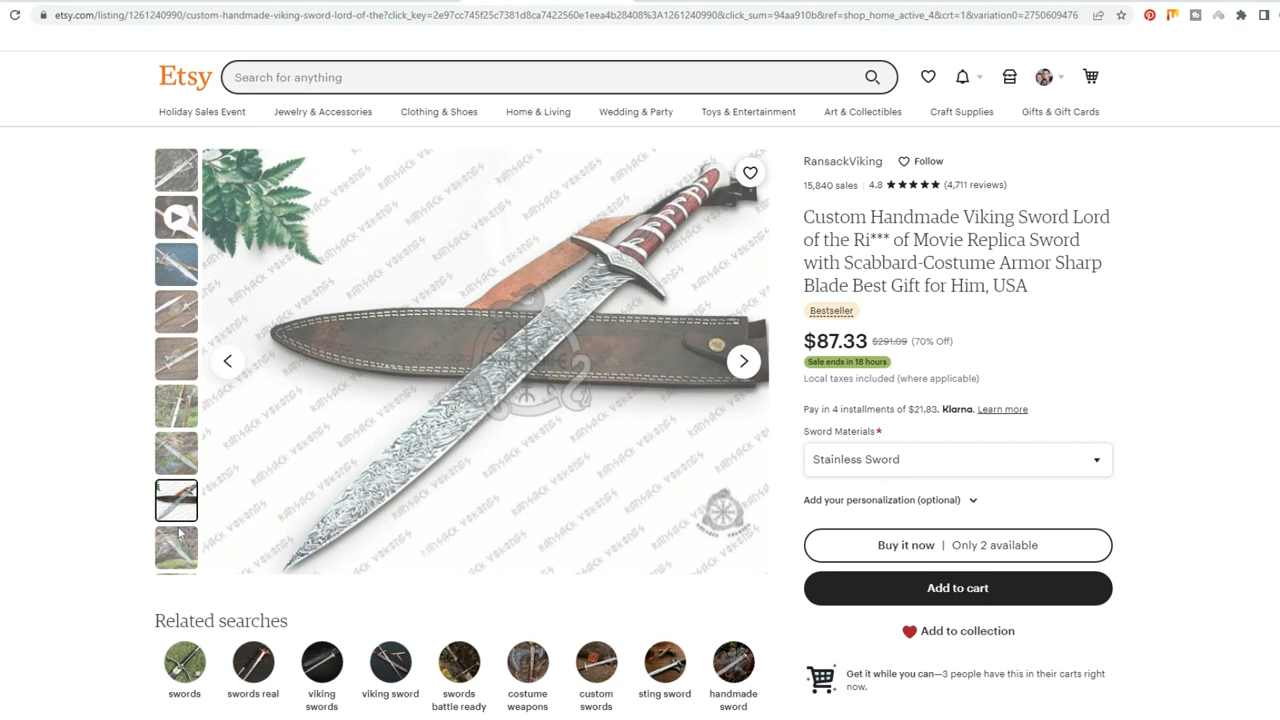 etsy.com/listing/1261240990/custom-handmade-viking-sword-lord-of-the?click_key=2e97cc745f25c7381d8ca7422560e1eea4b28408%3A1261240990&click_sum=94aa910b&ref=shop_home_active_4&crt=1&variation0=2750609476
Etsy
Search for anything
Holiday Sales Event
Jewelry & Accessories
Clothing & Shoes
Home & Living
Wedding & Party
Toys & Entertainment
Art & Collectibles
Craft Supplies
Gifts & Gift Cards
RansackViking
Follow
15,840 sales | 4.8 ★★★★★ (4,711 reviews)
Custom Handmade Viking Sword Lord
of the Ri*** of Movie Replica Sword
with Scabbard-Costume Armor Sharp
Blade Best Gift for Him, USA
Bestseller
$87.33 $291.09 (70% Off)
Sale ends in 18 hours
Local taxes included (where applicable)
Pay in 4 installments of $21.83. Klarna. Learn more
Sword Materials*
Stainless Sword
Add your personalization (optional)
Buy it now | Only 2 available
Add to cart
Add to collection
Get it while you can—3 people have this in their carts right
now.
Related searches
swords
swords real
viking
swords
viking sword
swords
battle ready
costume
weapons
custom
swords
sting sword
handmade
sword